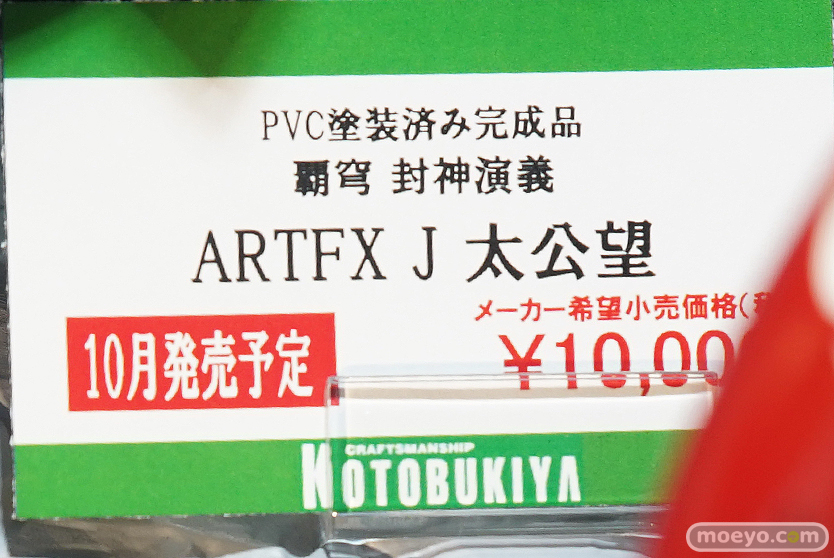 PVC塗装済み完成品
覇穹 封神演義
ARTFX J 太公望
メーカー希望小売価格(
10月発売予定
¥10,00
CRAFTSMANSHIP
KOTOBUKIYA
moeyo.com